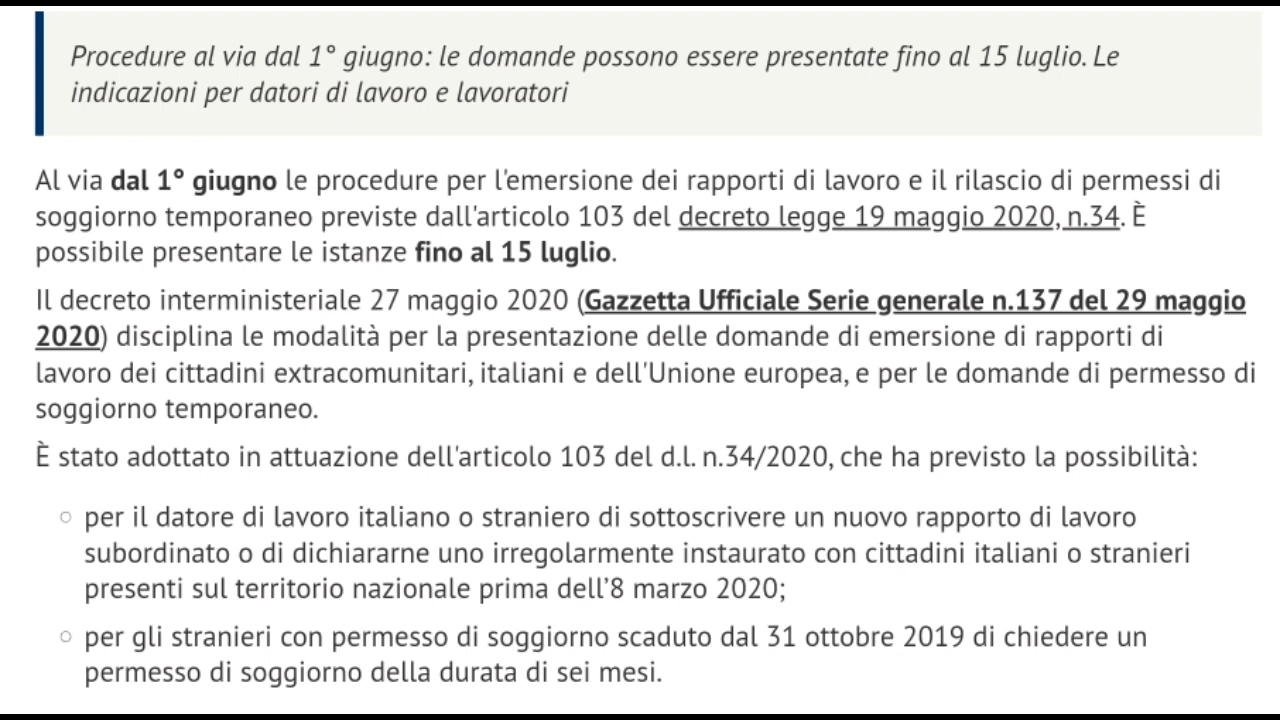 Procedure al via dal 1° giugno: le domande possono essere presentate fino al 15 luglio. Le
indicazioni per datori di lavoro e lavoratori
Al via dal 1° giugno le procedure per l'emersione dei rapporti di lavoro e il rilascio di permessi di
soggiorno temporaneo previste dall'articolo 103 del decreto legge 19 maggio 2020, n.34. È
possibile presentare le istanze fino al 15 luglio.
Il decreto interministeriale 27 maggio 2020 (Gazzetta Ufficiale Serie generale n.137 del 29 maggio
2020) disciplina le modalità per la presentazione delle domande di emersione di rapporti di
lavoro dei cittadini extracomunitari, italiani e dell'Unione europea, e per le domande di permesso di
soggiorno temporaneo.
È stato adottato in attuazione dell'articolo 103 del d.l. n.34/2020, che ha previsto la possibilità:
per il datore di lavoro italiano o straniero di sottoscrivere un nuovo rapporto di lavoro
subordinato o di dichiararne uno irregolarmente instaurato con cittadini italiani o stranieri
presenti sul territorio nazionale prima dell’8 marzo 2020;
per gli stranieri con permesso di soggiorno scaduto dal 31 ottobre 2019 di chiedere un
permesso di soggiorno della durata di sei mesi.